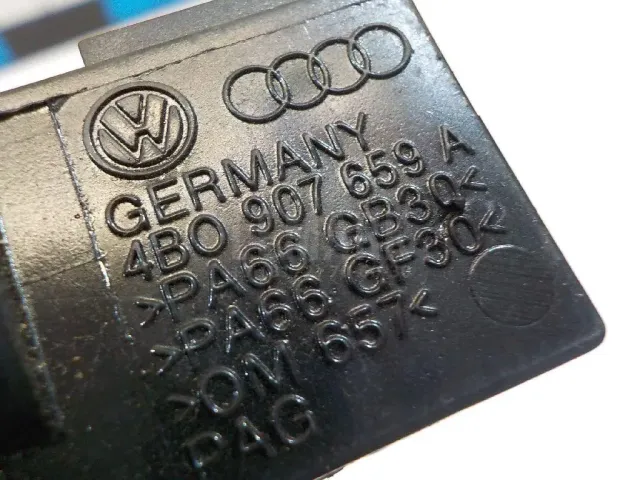 GERMANY
4B0 907 659 A
>PA66 GB30<
>PA66 GF30<
>OM 657<
PAG